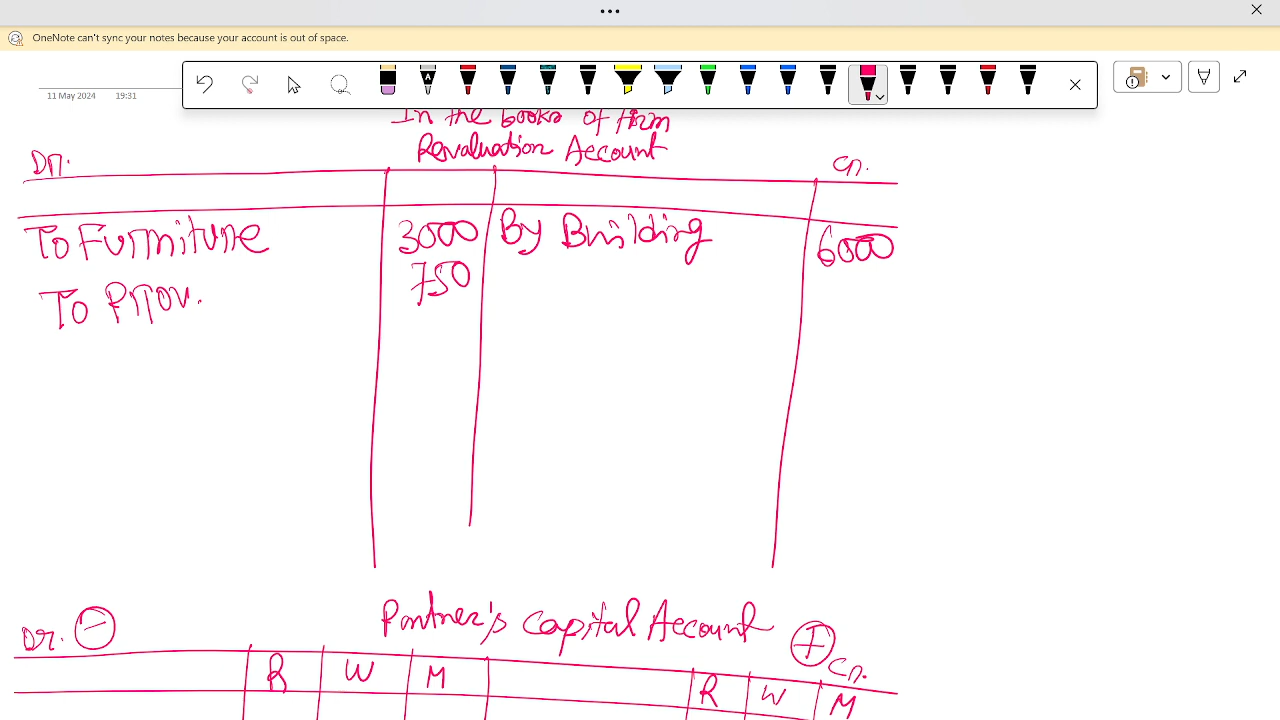 OneNote can't sync your notes because your account is out of space.
11 May 2024 19:31
In the books of firm
Revaluation Account
Dr. Cr.
To Furniture 3000 By Building 6000
To Prov. 750
Partner's Capital Account
Dr. − + Cr.
R W M R W M